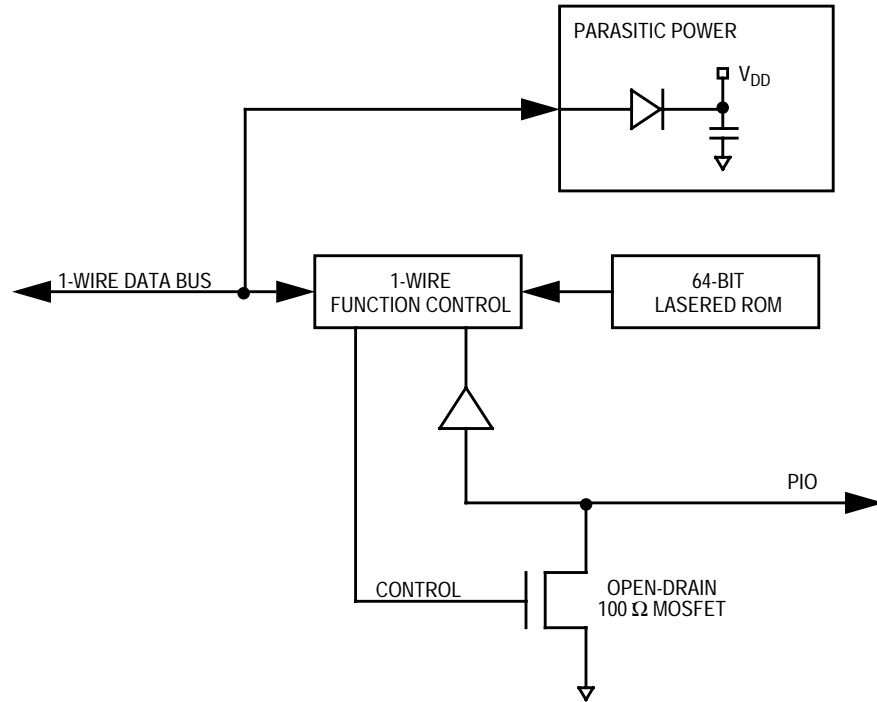 PARASITIC POWER
V_DD
1-WIRE DATA BUS
1-WIRE
FUNCTION CONTROL
64-BIT
LASERED ROM
PIO
CONTROL
OPEN-DRAIN
100 Ω MOSFET